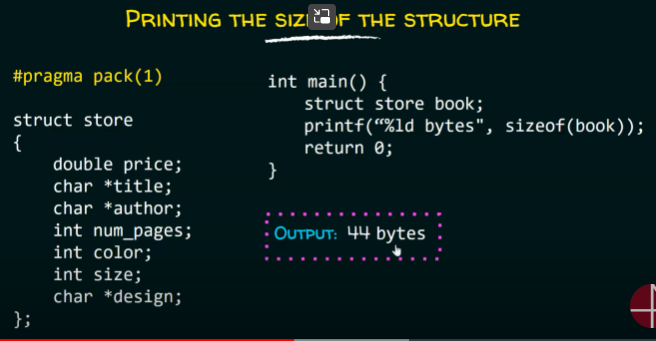 PRINTING THE SIZE OF THE STRUCTURE
#pragma pack(1)
struct store
{
double price;
char *title;
char *author;
int num_pages;
int color;
int size;
char *design;
};
int main() {
struct store book;
printf(“%ld bytes", sizeof(book));
return 0;
}
OUTPUT: 44 bytes